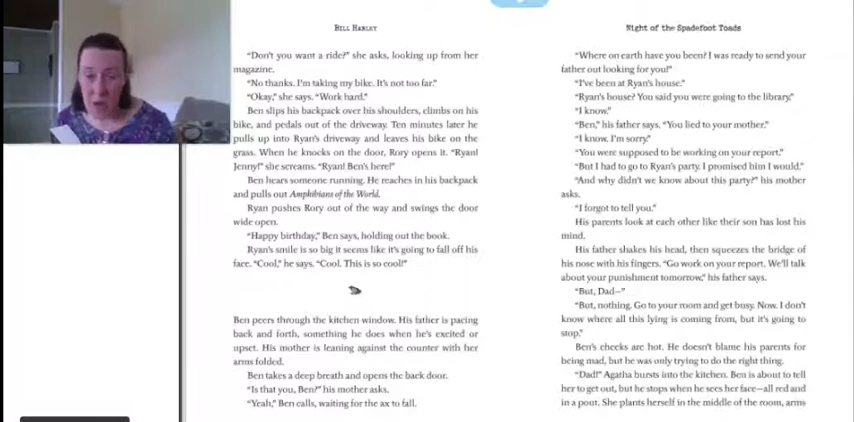 BILL HARLEY
"Don't you want a ride?" she asks, looking up from her
magazine.
"No thanks. I'm taking my bike. It's not too far."
"Okay," she says. "Work hard."
Ben slips his backpack over his shoulders, climbs on his
bike, and pedals out of the driveway. Ten minutes later he
pulls up into Ryan's driveway and leaves his bike on the
grass. When he knocks on the door, Rory opens it. "Ryan!
Jenny!" she screams. "Ryan! Ben's here!"
Ben hears someone running. He reaches in his backpack
and pulls out Amphibians of the World.
Ryan pushes Rory out of the way and swings the door
wide open.
"Happy birthday," Ben says, holding out the book.
Ryan's smile is so big it seems like it's going to fall off his
face. "Cool," he says. "Cool. This is so cool!"
Ben peers through the kitchen window. His father is pacing
back and forth, something he does when he's excited or
upset. His mother is leaning against the counter with her
arms folded.
Ben takes a deep breath and opens the back door.
"Is that you, Ben?" his mother asks.
"Yeah," Ben calls, waiting for the ax to fall.
Night of the Spadefoot Toads
"Where on earth have you been? I was ready to send your
father out looking for you!"
"I've been at Ryan's house."
"Ryan's house? You said you were going to the library."
"I know."
"Ben," his father says. "You lied to your mother."
"I know. I'm sorry."
"You were supposed to be working on your report."
"But I had to go to Ryan's party. I promised him I would."
"And why didn't we know about this party?" his mother
asks.
"I forgot to tell you."
His parents look at each other like their son has lost his
mind.
His father shakes his head, then squeezes the bridge of
his nose with his fingers. "Go work on your report. We'll talk
about your punishment tomorrow," his father says.
"But, Dad—"
"But, nothing. Go to your room and get busy. Now. I don't
know where all this lying is coming from, but it's going to
stop."
Ben's cheeks are hot. He doesn't blame his parents for
being mad, but he was only trying to do the right thing.
"Dad!" Agatha bursts into the kitchen. Ben is about to tell
her to get out, but he stops when he sees her face—all red and
in a pout. She plants herself in the middle of the room, arms